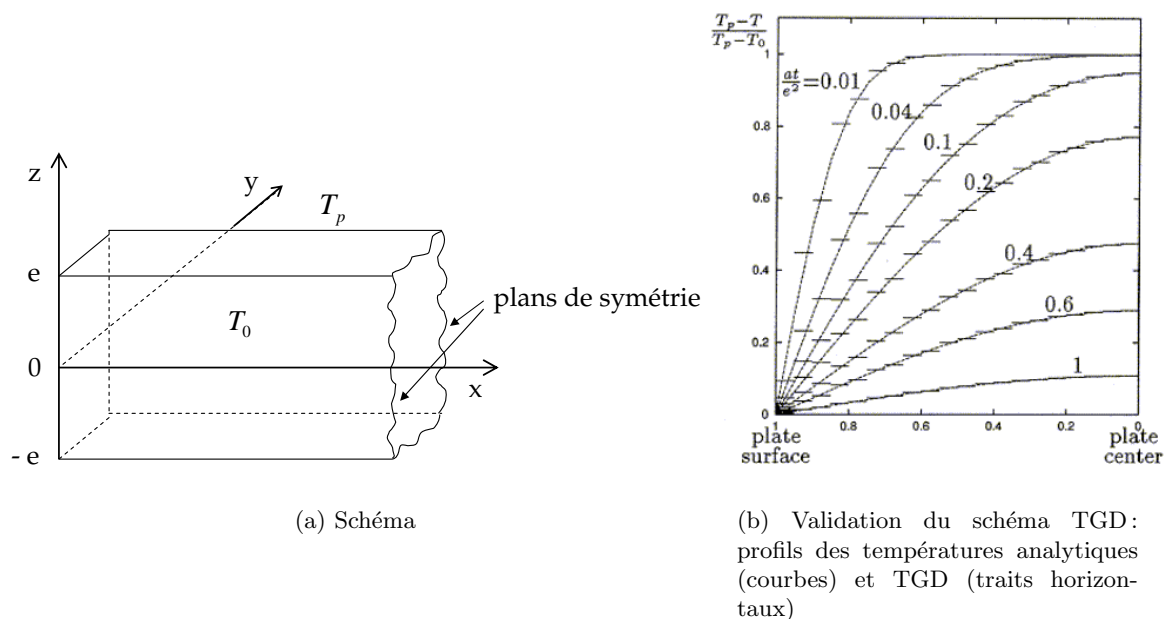 z
y
T_p
e
T_0
plans de symétrie
0
x
- e
(a) Schéma
T_p−T
T_p−T_0
1
at
e^2 =0.01
0.04
0.8
0.1
0.2
0.6
0.4
0.4
0.6
0.2
1
0
1 0.8 0.6 0.4 0.2 0
plate plate
surface center
(b) Validation du schéma TGD:
profils des températures analytiques
(courbes) et TGD (traits horizon-
taux)